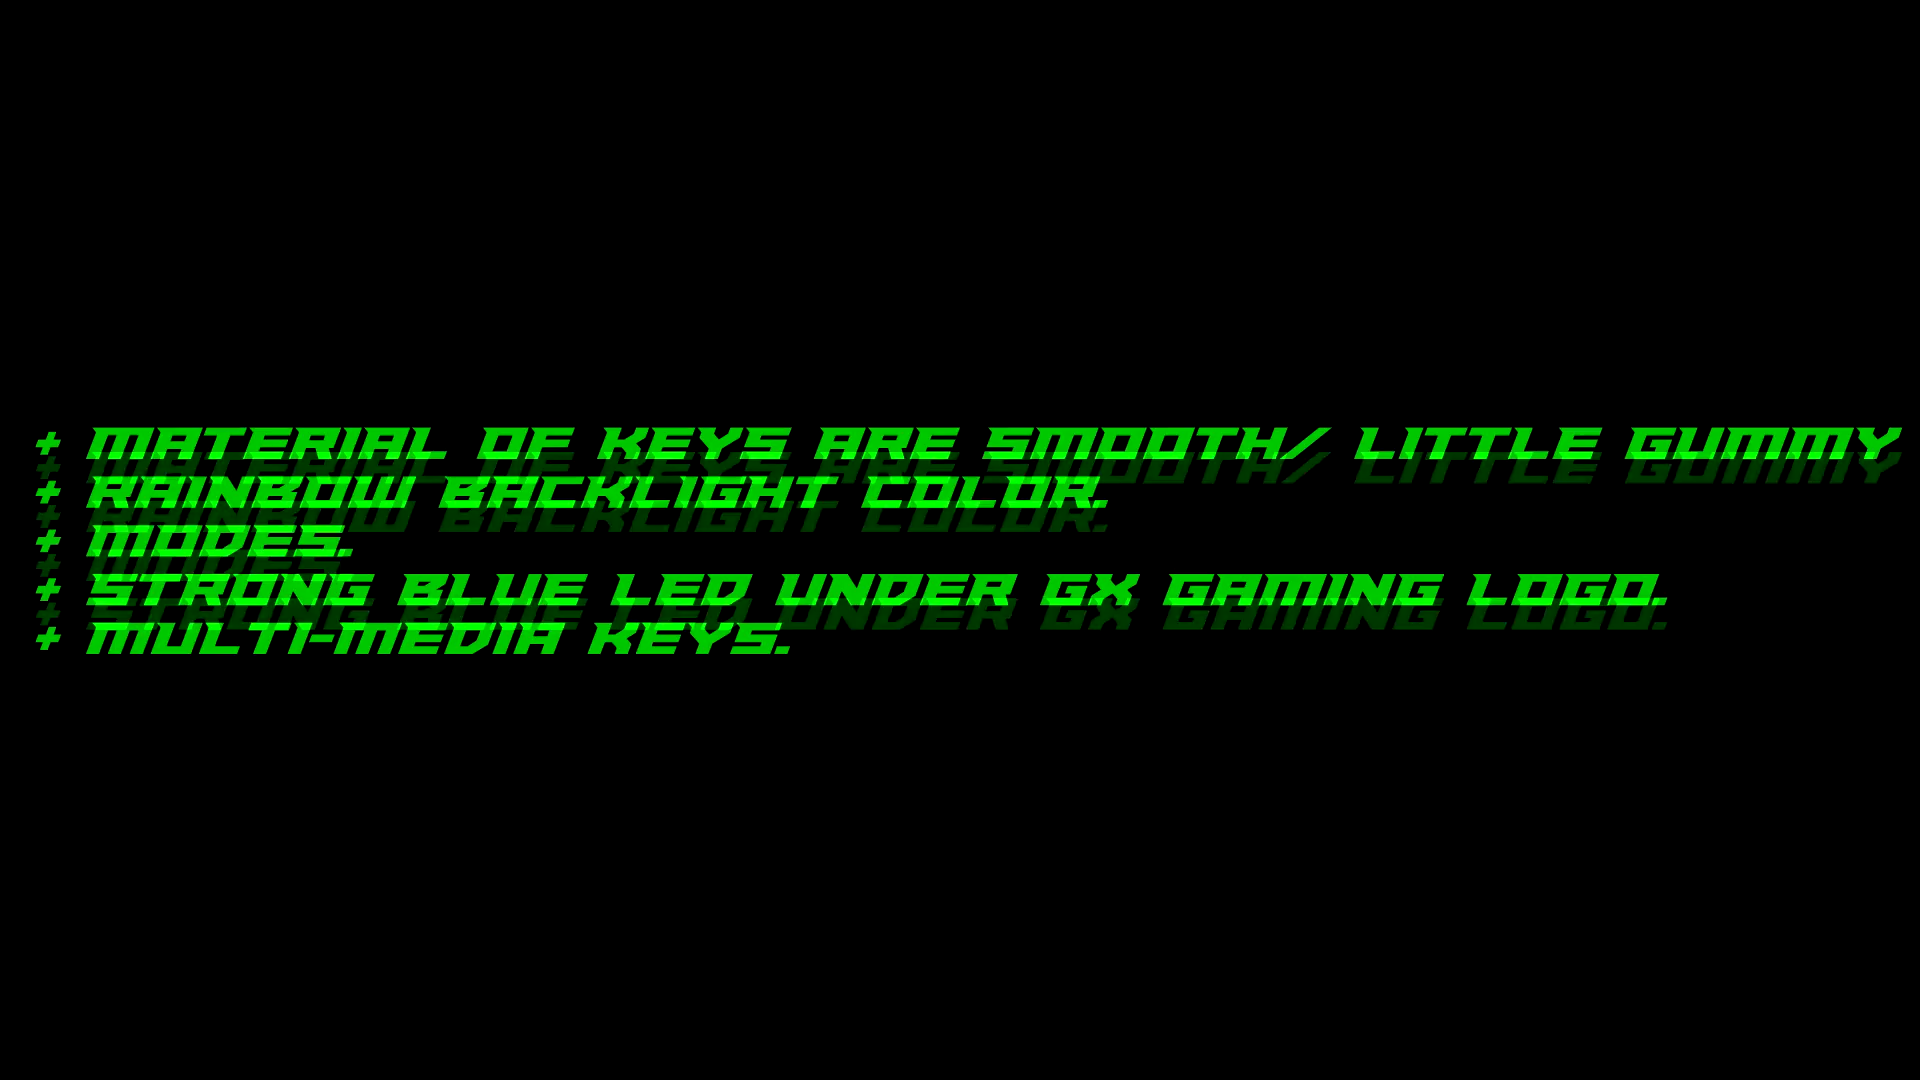 + MATERIAL OF KEYS ARE SMOOTH/ LITTLE GUMMY
+ RAINBOW BACKLIGHT COLOR.
+ MODES.
+ STRONG BLUE LED UNDER GX GAMING LOGO.
+ MULTI-MEDIA KEYS.